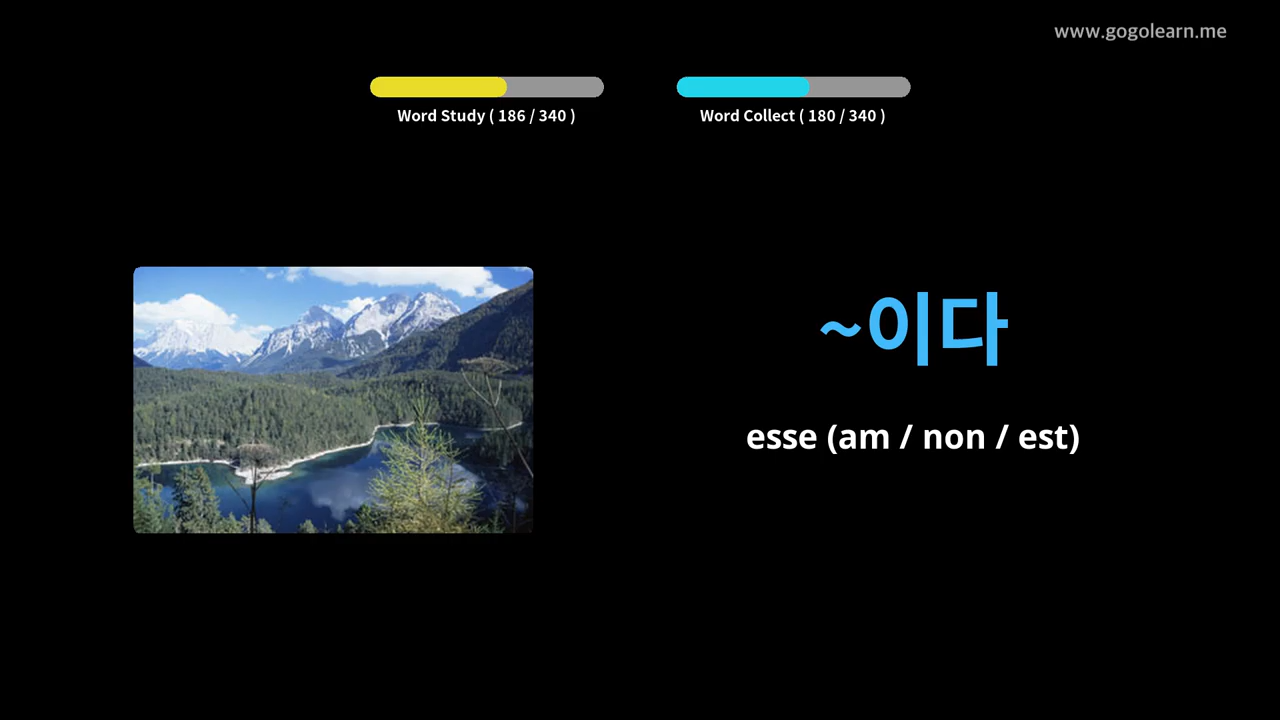 www.gogolearn.me
Word Study ( 186 / 340 )
Word Collect ( 180 / 340 )
~이다
esse (am / non / est)